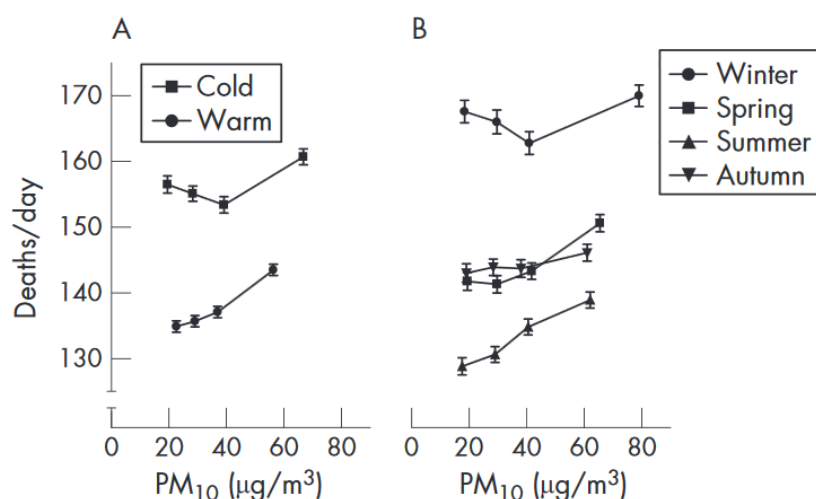 A
Cold
Warm
170
160
150
140
130
Deaths/day
0 20 40 60 80
PM10 (μg/m3)
B
Winter
Spring
Summer
Autumn
0 20 40 60 80
PM10 (μg/m3)